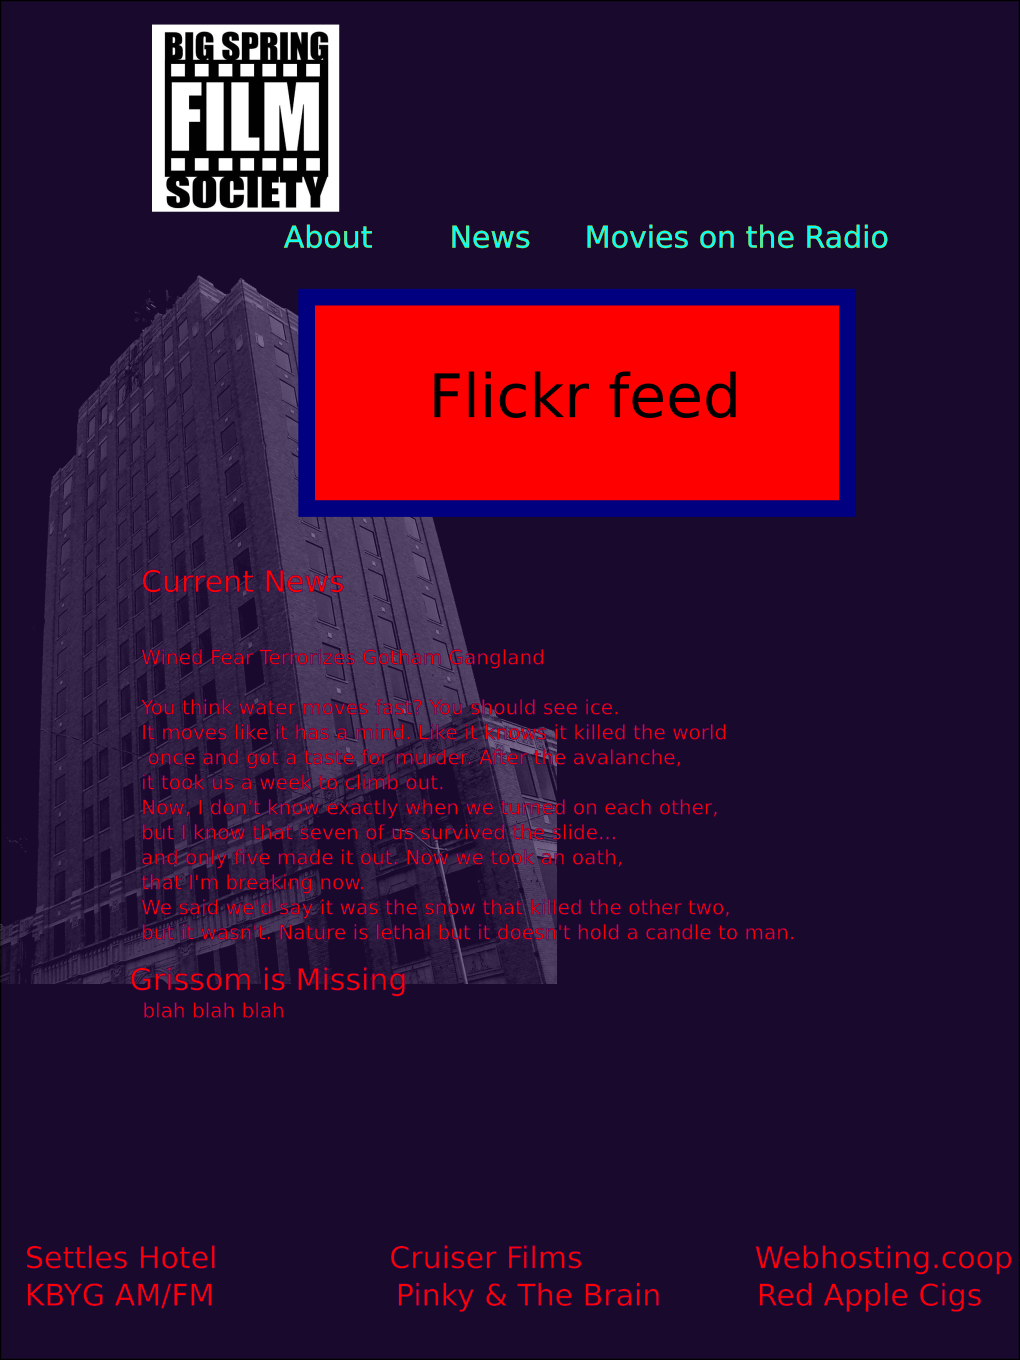 BIG SPRING
FILM
SOCIETY
About News Movies on the Radio
Flickr feed
Current News
Wined Fear Terrorizes Gotham Gangland
You think water moves fast? You should see ice.
It moves like it has a mind. Like it knows it killed the world
once and got a taste for murder. After the avalanche,
it took us a week to climb out.
Now, I don't know exactly when we turned on each other,
but I know that seven of us survived the slide...
and only five made it out. Now we took an oath,
that I'm breaking now.
We said we'd say it was the snow that killed the other two,
but it wasn't. Nature is lethal but it doesn't hold a candle to man.
Grissom is Missing
blah blah blah
Settles Hotel Cruiser Films Webhosting.coop
KBYG AM/FM Pinky & The Brain Red Apple Cigs